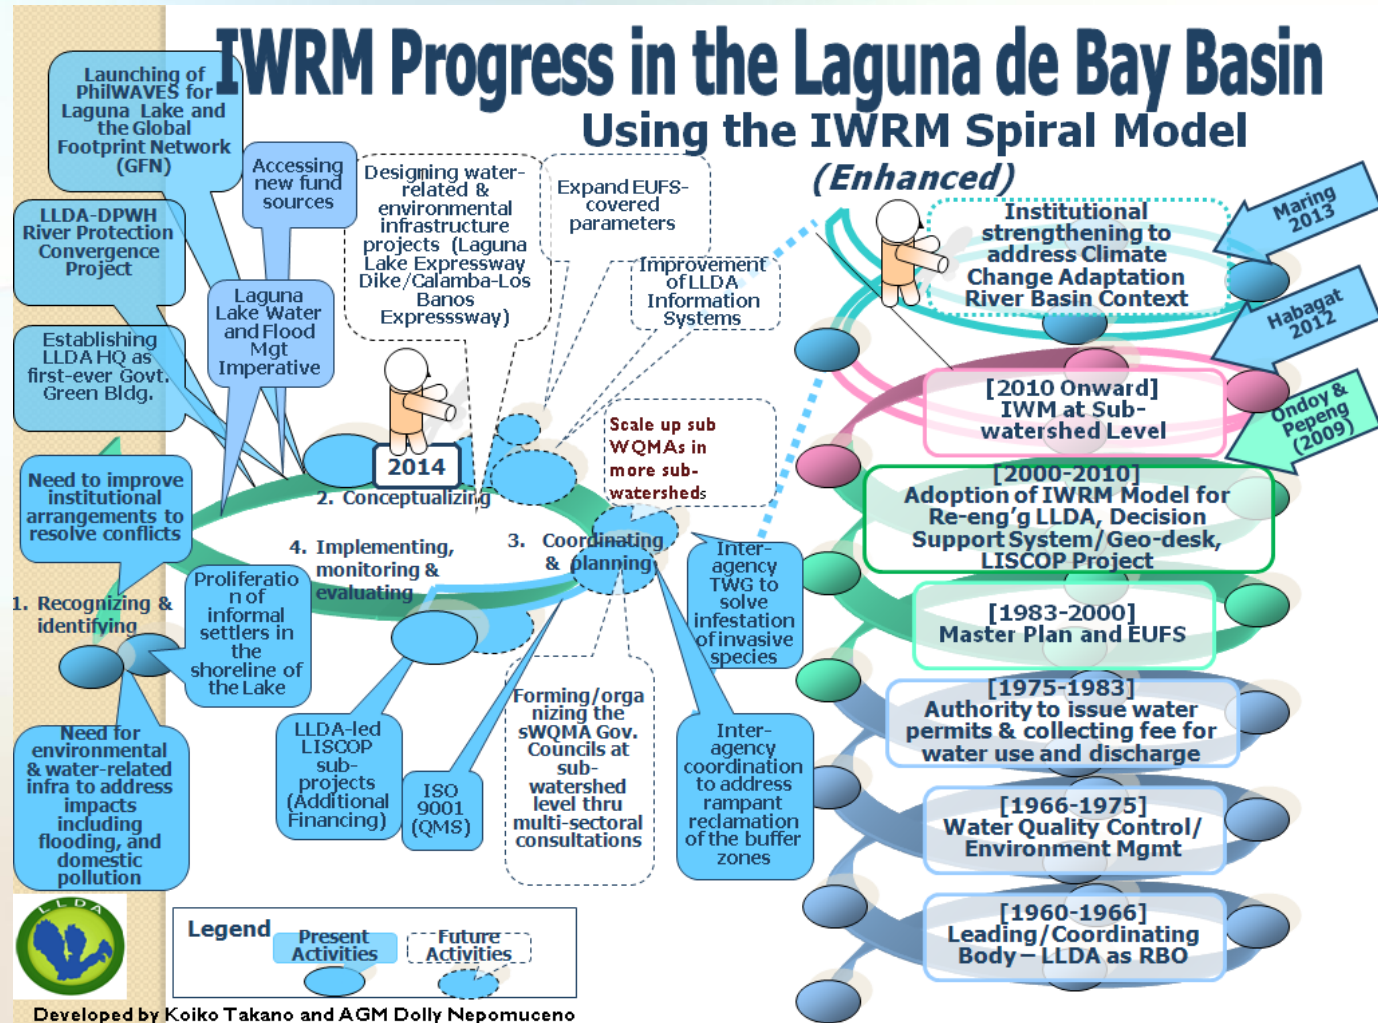 IWRM Progress in the Laguna de Bay Basin
Using the IWRM Spiral Model
(Enhanced)
Launching of
PhilWAVES for
Laguna Lake and
the Global
Footprint Network
(GFN)
LLDA-DPWH
River Protection
Convergence
Project
Establishing
LLDA HQ as
first-ever Govt.
Green Bldg.
Accessing
new fund
sources
Laguna
Lake Water
and Flood
Mgt
Imperative
Designing water-
related &
environmental
infrastructure
projects (Laguna
Lake Expressway
Dike/Calamba-Los
Banos
Expresssway)
Expand EUFS-
covered
parameters
Improvement
of LLDA
Information
Systems
Scale up sub
WQMAs in
more sub-
watersheds
2014
2. Conceptualizing
4. Implementing,
monitoring &
evaluating
3. Coordinating
& planning
1. Recognizing &
identifying
Need to improve
institutional
arrangements to
resolve conflicts
Proliferatio
n of
informal
settlers in
the
shoreline of
the Lake
Need for
environmental
& water-related
infra to address
impacts
including
flooding, and
domestic
pollution
LLDA-led
LISCOP
sub-
projects
(Additional
Financing)
ISO
9001
(QMS)
Forming/orga
nizing the
sWQMA Gov.
Councils at
sub-
watershed
level thru
multi-sectoral
consultations
Inter-
agency
TWG to
solve
infestation
of invasive
species
Inter-
agency
coordination
to address
rampant
reclamation
of the buffer
zones
Institutional
strengthening to
address Climate
Change Adaptation
River Basin Context
Maring
2013
Habagat
2012
Ondoy &
Pepeng
(2009)
[2010 Onward]
IWM at Sub-
watershed Level
[2000-2010]
Adoption of IWRM Model for
Re-eng'g LLDA, Decision
Support System/Geo-desk,
LISCOP Project
[1983-2000]
Master Plan and EUFS
[1975-1983]
Authority to issue water
permits & collecting fee for
water use and discharge
[1966-1975]
Water Quality Control/
Environment Mgmt
[1960-1966]
Leading/Coordinating
Body – LLDA as RBO
LLDA
Legend
Present
Activities
Future
Activities
Developed by Koiko Takano and AGM Dolly Nepomuceno